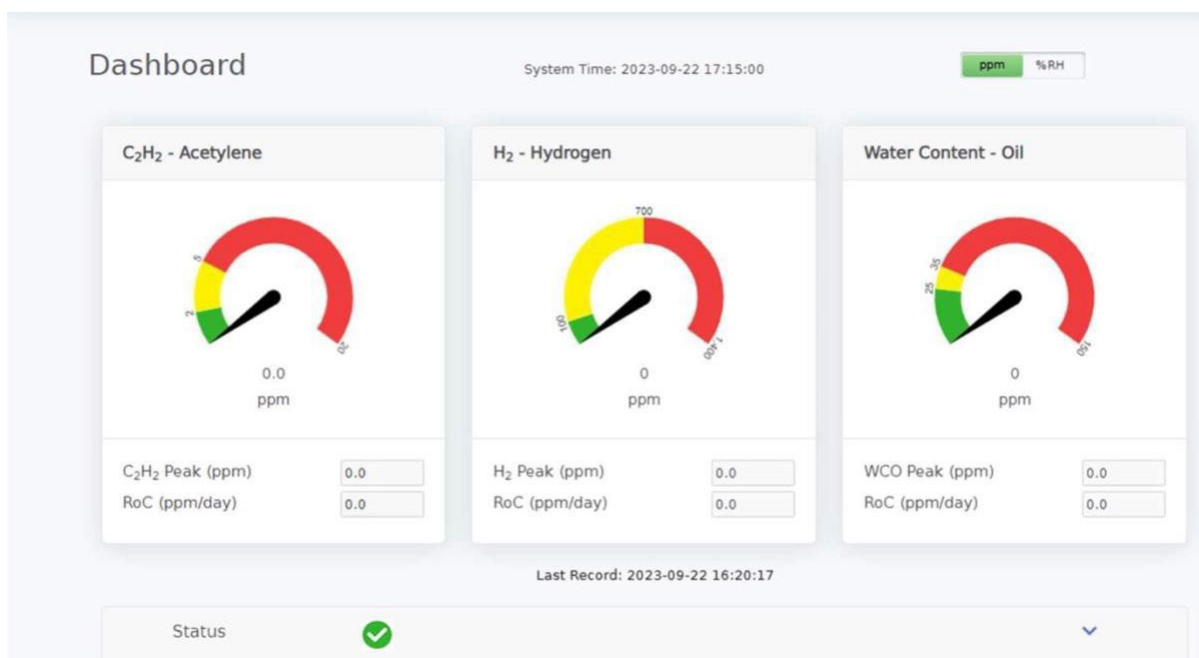 Dashboard
System Time: 2023-09-22 17:15:00
ppm %RH
C₂H₂ - Acetylene
2
5
20
0.0
ppm
C₂H₂ Peak (ppm) 0.0
RoC (ppm/day) 0.0
H₂ - Hydrogen
100
700
1,400
0
ppm
H₂ Peak (ppm) 0.0
RoC (ppm/day) 0.0
Water Content - Oil
25
35
150
0
ppm
WCO Peak (ppm) 0.0
RoC (ppm/day) 0.0
Last Record: 2023-09-22 16:20:17
Status